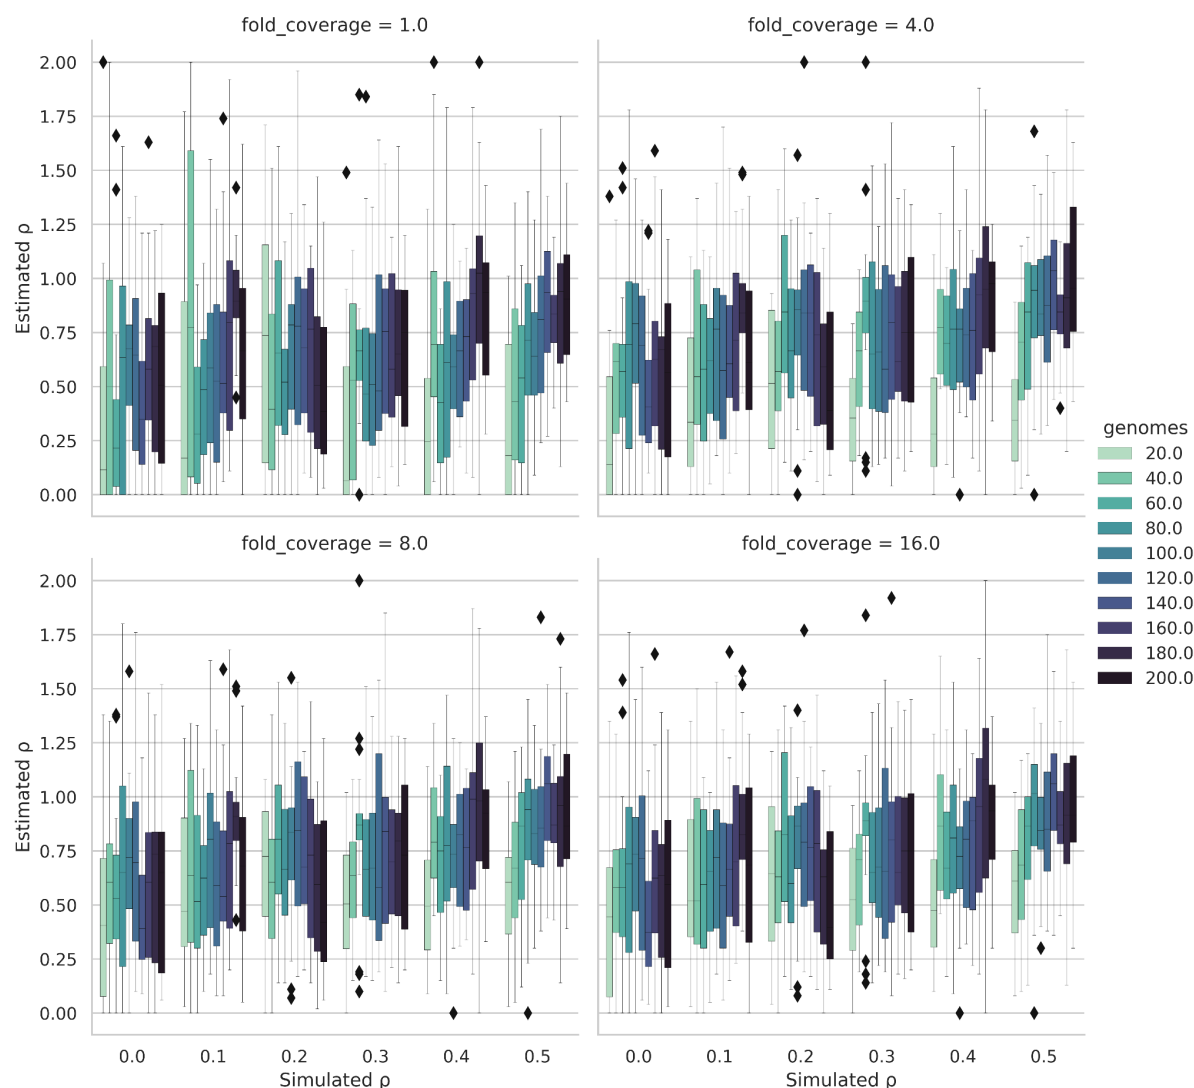 fold_coverage = 1.0
fold_coverage = 4.0
Estimated ρ
2.00
1.75
1.50
1.25
1.00
0.75
0.50
0.25
0.00
fold_coverage = 8.0
fold_coverage = 16.0
Estimated ρ
2.00
1.75
1.50
1.25
1.00
0.75
0.50
0.25
0.00
0.0 0.1 0.2 0.3 0.4 0.5
Simulated ρ
0.0 0.1 0.2 0.3 0.4 0.5
Simulated ρ
genomes
20.0
40.0
60.0
80.0
100.0
120.0
140.0
160.0
180.0
200.0